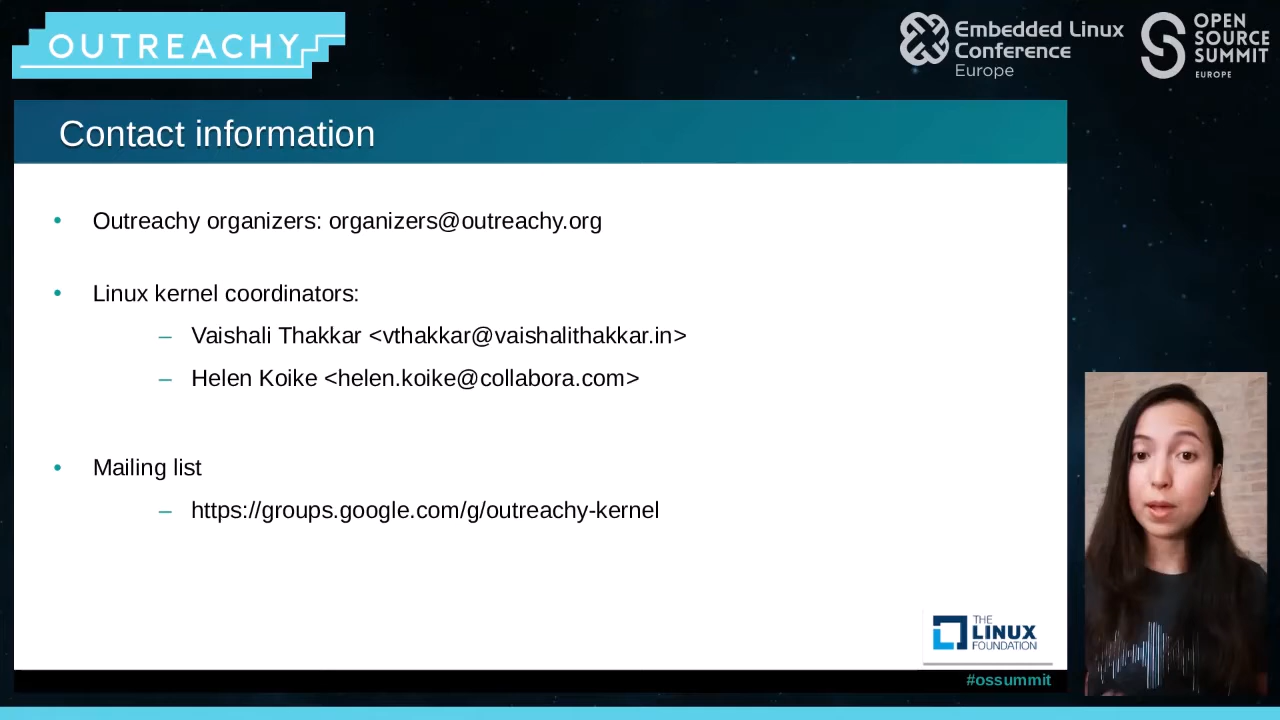 OUTREACHY
Embedded Linux
Conference
Europe
OPEN
SOURCE
SUMMIT
EUROPE
Contact information
• Outreachy organizers: organizers@outreachy.org
• Linux kernel coordinators:
– Vaishali Thakkar <vthakkar@vaishalithakkar.in>
– Helen Koike <helen.koike@collabora.com>
• Mailing list
– https://groups.google.com/g/outreachy-kernel
THE
LINUX
FOUNDATION
#ossummit